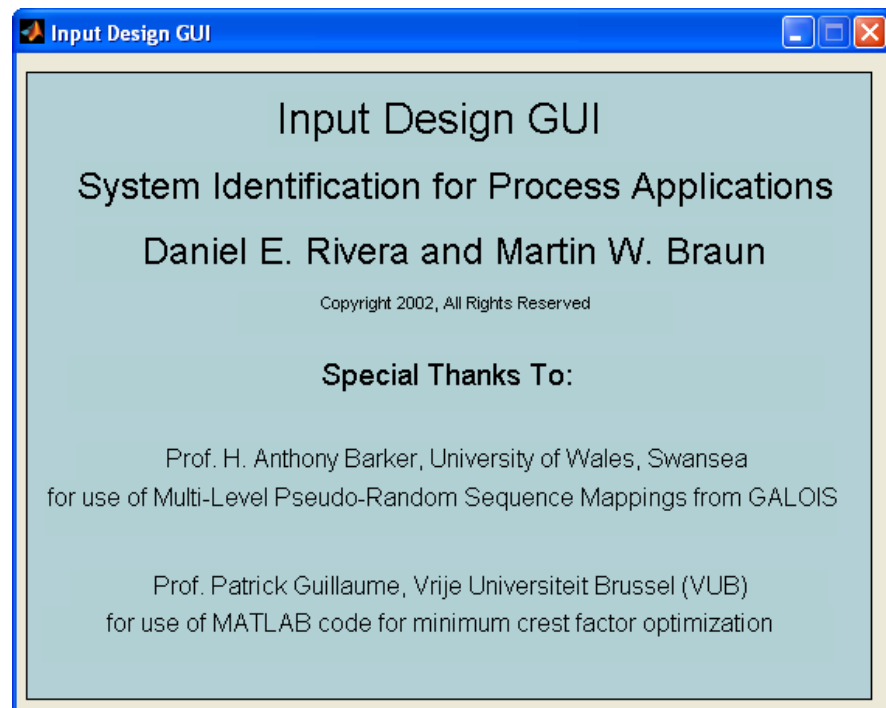 Input Design GUI
Input Design GUI
System Identification for Process Applications
Daniel E. Rivera and Martin W. Braun
Copyright 2002, All Rights Reserved
Special Thanks To:
Prof. H. Anthony Barker, University of Wales, Swansea
for use of Multi-Level Pseudo-Random Sequence Mappings from GALOIS
Prof. Patrick Guillaume, Vrije Universiteit Brussel (VUB)
for use of MATLAB code for minimum crest factor optimization